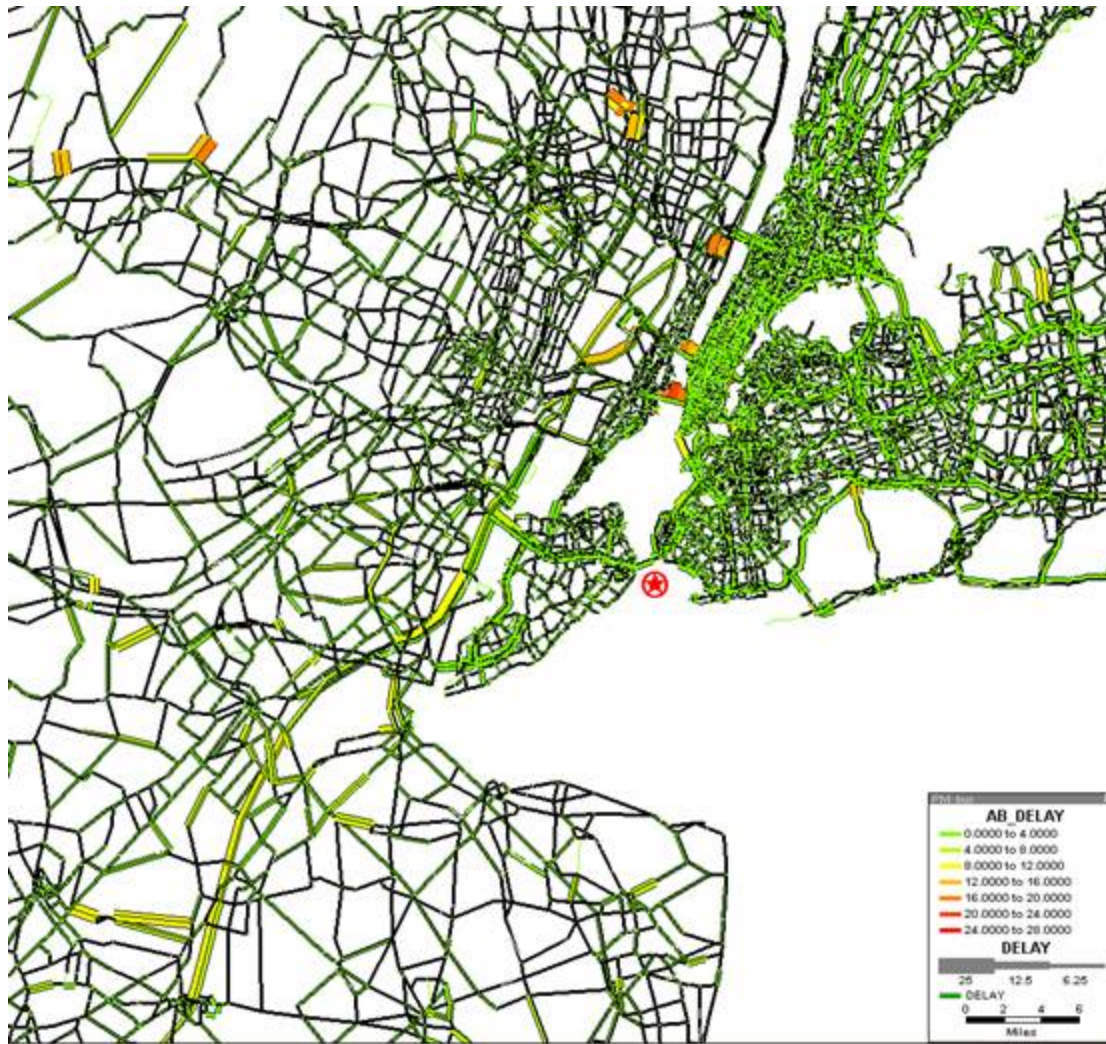 AB_DELAY
0.0000 to 4.0000
4.0000 to 8.0000
8.0000 to 12.0000
12.0000 to 16.0000
16.0000 to 20.0000
20.0000 to 24.0000
24.0000 to 28.0000
DELAY
25 12.5 6.25
DELAY
0 2 4 6
Miles